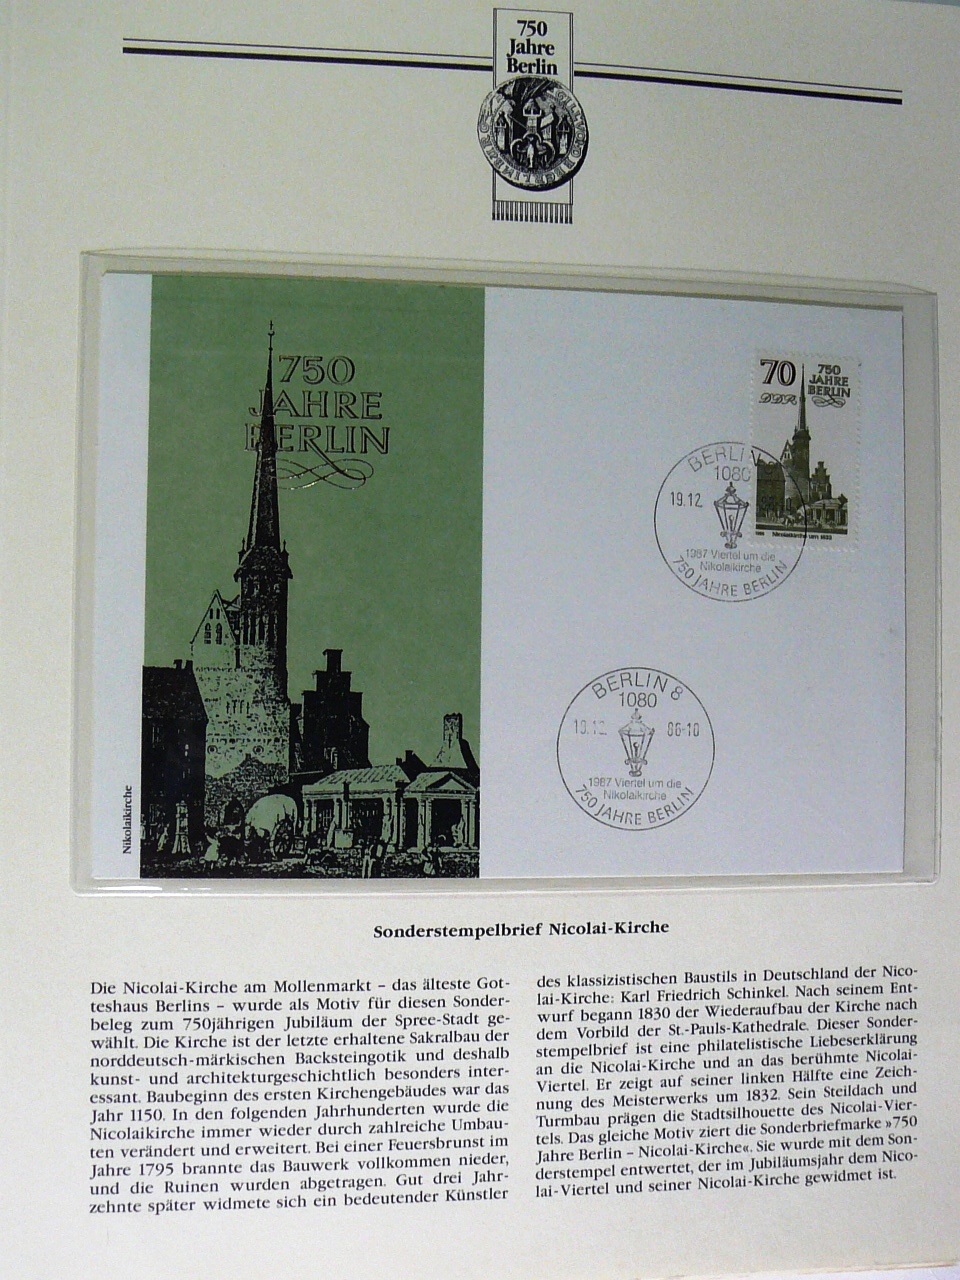 750
Jahre
Berlin
750
JAHRE
BERLIN
Nikolaikirche
70
DDR
750
JAHRE
BERLIN
Nicolaikirche um 1832
BERLIN
1080
19.12
1987 Viertel um die
Nikolaikirche
750 JAHRE BERLIN
BERLIN 8
1080
19.12. 86-10
1987 Viertel um die
Nikolaikirche
750 JAHRE BERLIN
Sonderstempelbrief Nicolai-Kirche
Die Nicolai-Kirche am Mollenmarkt – das älteste Got-
teshaus Berlins – wurde als Motiv für diesen Sonder-
beleg zum 750jährigen Jubiläum der Spree-Stadt ge-
wählt. Die Kirche ist der letzte erhaltene Sakralbau der
norddeutsch-märkischen Backsteingotik und deshalb
kunst- und architekturgeschichtlich besonders inter-
essant. Baubeginn des ersten Kirchengebäudes war das
Jahr 1150. In den folgenden Jahrhunderten wurde die
Nicolaikirche immer wieder durch zahlreiche Umbau-
ten verändert und erweitert. Bei einer Feuersbrunst im
Jahre 1795 brannte das Bauwerk vollkommen nieder,
und die Ruinen wurden abgetragen. Gut drei Jahr-
zehnte später widmete sich ein bedeutender Künstler
des klassizistischen Baustils in Deutschland der Nico-
lai-Kirche: Karl Friedrich Schinkel. Nach seinem Ent-
wurf begann 1830 der Wiederaufbau der Kirche nach
dem Vorbild der St.-Pauls-Kathedrale. Dieser Sonder-
stempelbrief ist eine philatelistische Liebeserklärung
an die Nicolai-Kirche und an das berühmte Nicolai-
Viertel. Er zeigt auf seiner linken Hälfte eine Zeich-
nung des Meisterwerks um 1832. Sein Steildach und
Turmbau prägen die Stadtsilhouette des Nicolai-Vier-
tels. Das gleiche Motiv ziert die Sonderbriefmarke »750
Jahre Berlin – Nicolai-Kirche«. Sie wurde mit dem Son-
derstempel entwertet, der im Jubiläumsjahr dem Nico-
lai-Viertel und seiner Nicolai-Kirche gewidmet ist.